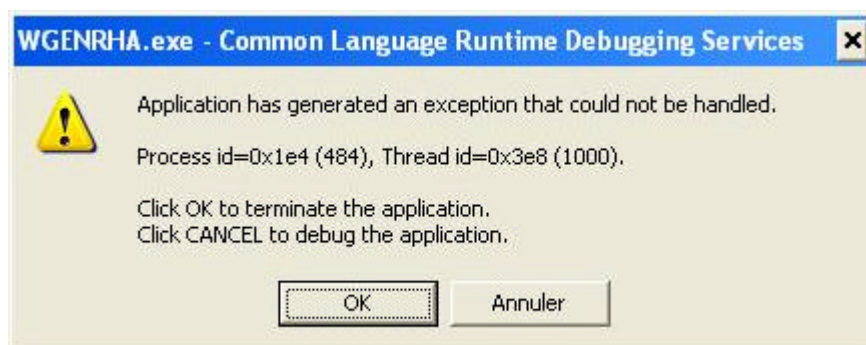 WGENRHA.exe - Common Language Runtime Debugging Services
Application has generated an exception that could not be handled.
Process id=0x1e4 (484), Thread id=0x3e8 (1000).
Click OK to terminate the application.
Click CANCEL to debug the application.
OK
Annuler